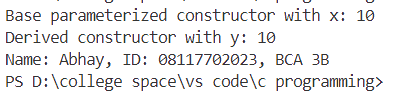 Base parameterized constructor with x: 10
Derived constructor with y: 10
Name: Abhay, ID: 08117702023, BCA 3B
PS D:\college space\vs code\c programming>